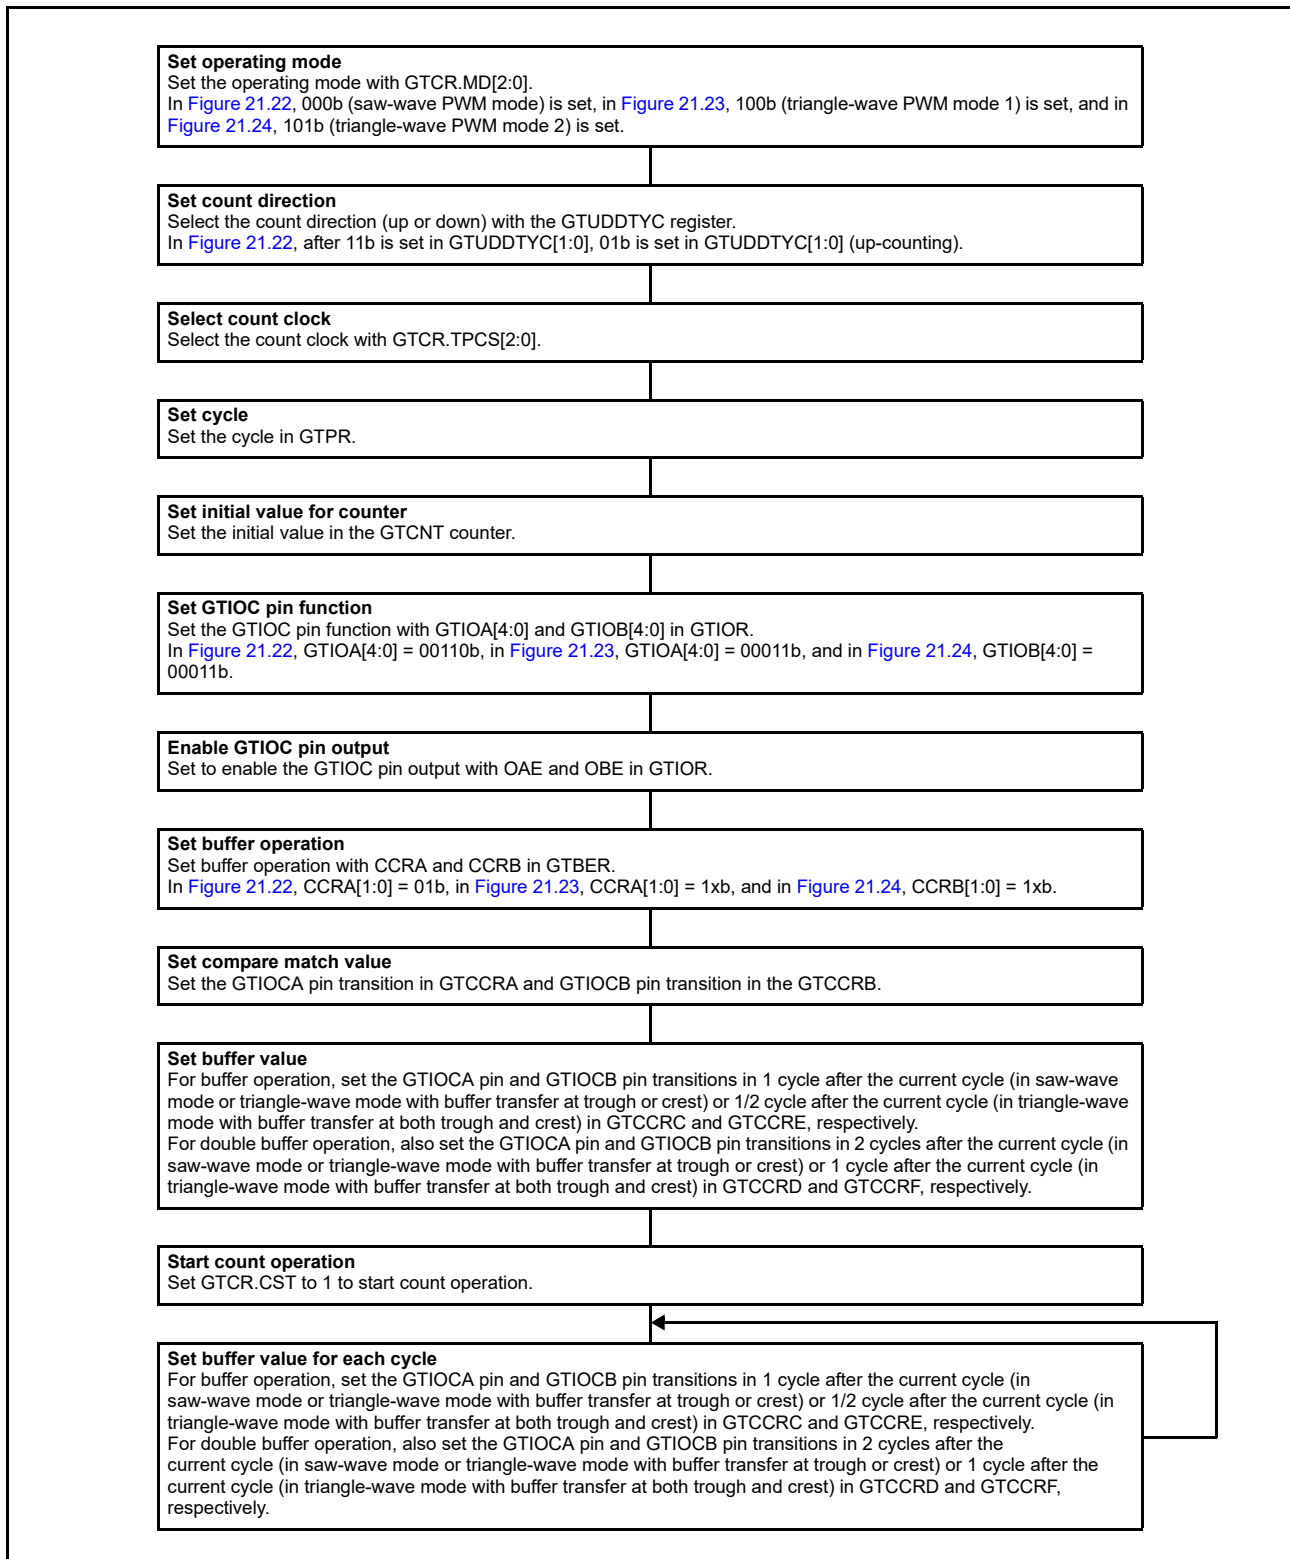 Set operating mode
Set the operating mode with GTCR.MD[2:0].
In Figure 21.22, 000b (saw-wave PWM mode) is set, in Figure 21.23, 100b (triangle-wave PWM mode 1) is set, and in
Figure 21.24, 101b (triangle-wave PWM mode 2) is set.
Set count direction
Select the count direction (up or down) with the GTUDDTYC register.
In Figure 21.22, after 11b is set in GTUDDTYC[1:0], 01b is set in GTUDDTYC[1:0] (up-counting).
Select count clock
Select the count clock with GTCR.TPCS[2:0].
Set cycle
Set the cycle in GTPR.
Set initial value for counter
Set the initial value in the GTCNT counter.
Set GTIOC pin function
Set the GTIOC pin function with GTIOA[4:0] and GTIOB[4:0] in GTIOR.
In Figure 21.22, GTIOA[4:0] = 00110b, in Figure 21.23, GTIOA[4:0] = 00011b, and in Figure 21.24, GTIOB[4:0] =
00011b.
Enable GTIOC pin output
Set to enable the GTIOC pin output with OAE and OBE in GTIOR.
Set buffer operation
Set buffer operation with CCRA and CCRB in GTBER.
In Figure 21.22, CCRA[1:0] = 01b, in Figure 21.23, CCRA[1:0] = 1xb, and in Figure 21.24, CCRB[1:0] = 1xb.
Set compare match value
Set the GTIOCA pin transition in GTCCRA and GTIOCB pin transition in the GTCCRB.
Set buffer value
For buffer operation, set the GTIOCA pin and GTIOCB pin transitions in 1 cycle after the current cycle (in saw-wave
mode or triangle-wave mode with buffer transfer at trough or crest) or 1/2 cycle after the current cycle (in triangle-wave
mode with buffer transfer at both trough and crest) in GTCCRC and GTCCRE, respectively.
For double buffer operation, also set the GTIOCA pin and GTIOCB pin transitions in 2 cycles after the current cycle (in
saw-wave mode or triangle-wave mode with buffer transfer at trough or crest) or 1 cycle after the current cycle (in
triangle-wave mode with buffer transfer at both trough and crest) in GTCCRD and GTCCRF, respectively.
Start count operation
Set GTCR.CST to 1 to start count operation.
Set buffer value for each cycle
For buffer operation, set the GTIOCA pin and GTIOCB pin transitions in 1 cycle after the current cycle (in
saw-wave mode or triangle-wave mode with buffer transfer at trough or crest) or 1/2 cycle after the current cycle (in
triangle-wave mode with buffer transfer at both trough and crest) in GTCCRC and GTCCRE, respectively.
For double buffer operation, also set the GTIOCA pin and GTIOCB pin transitions in 2 cycles after the
current cycle (in saw-wave mode or triangle-wave mode with buffer transfer at trough or crest) or 1 cycle after the
current cycle (in triangle-wave mode with buffer transfer at both trough and crest) in GTCCRD and GTCCRF,
respectively.